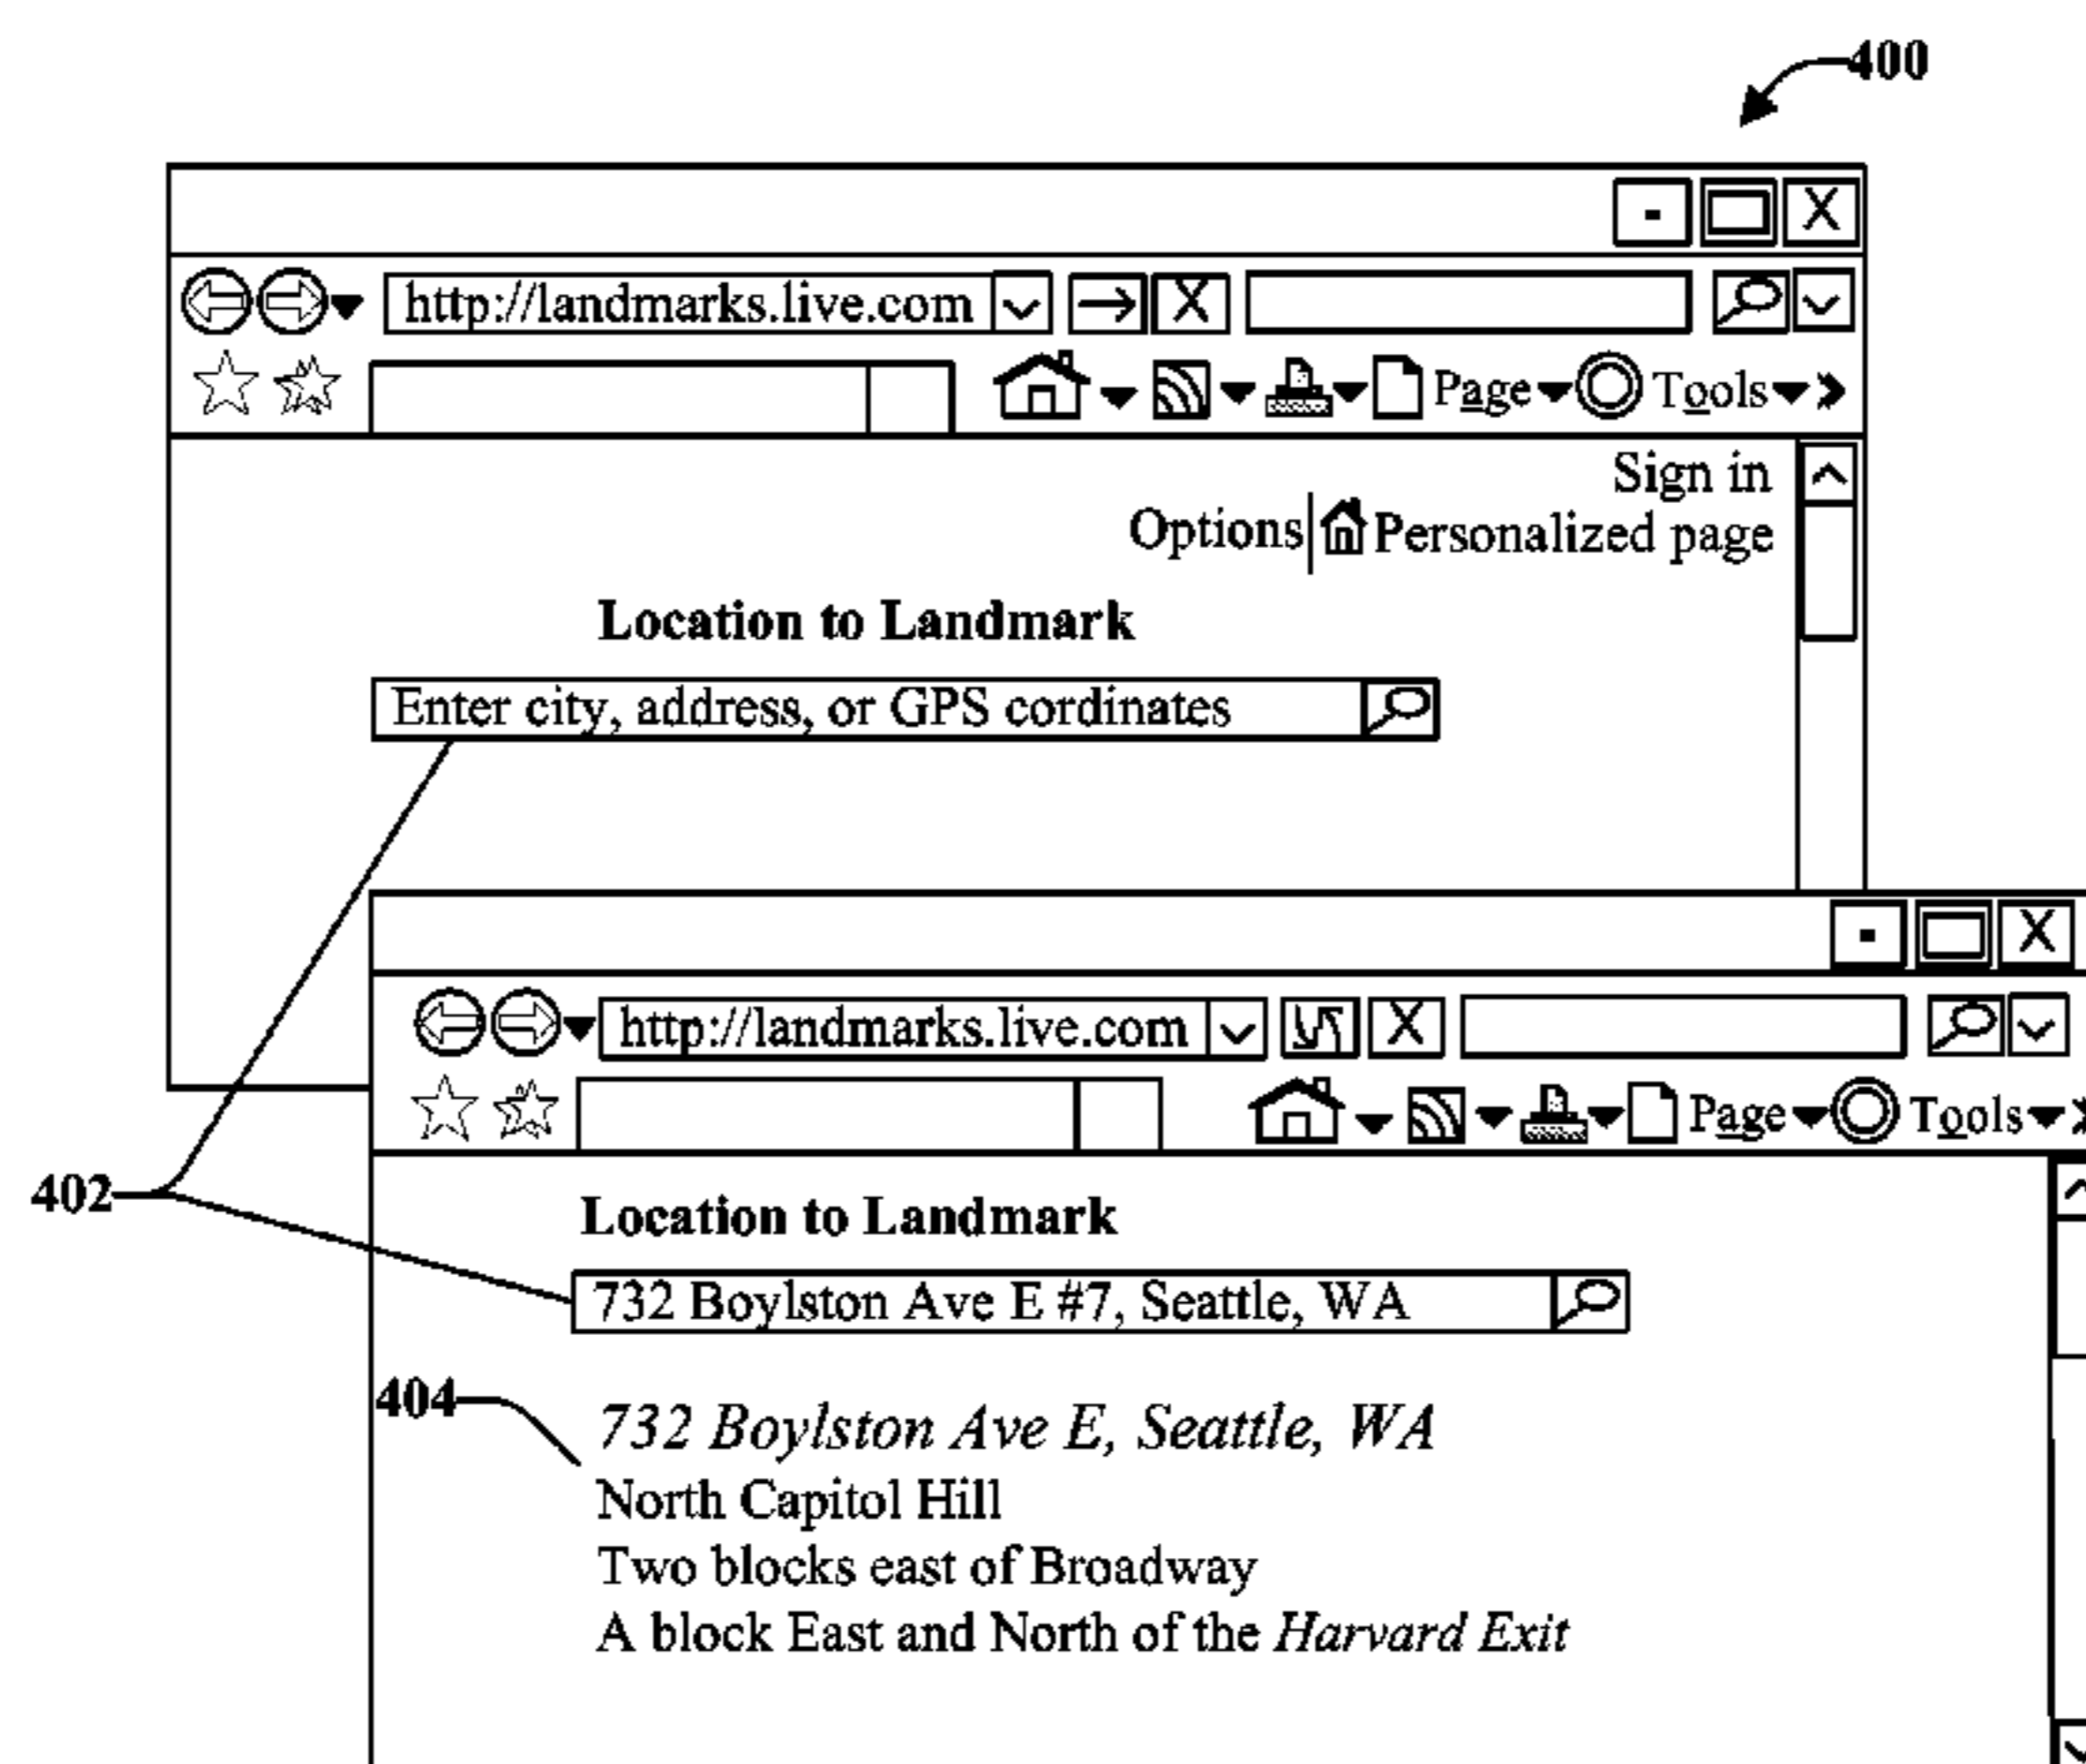 400
X
http://landmarks.live.com X
Page Tools
Sign in
Options Personalized page
Location to Landmark
Enter city, address, or GPS cordinates
X
http://landmarks.live.com X
Page Tools
402
Location to Landmark
732 Boylston Ave E #7, Seattle, WA
404
732 Boylston Ave E, Seattle, WA
North Capitol Hill
Two blocks east of Broadway
A block East and North of the Harvard Exit